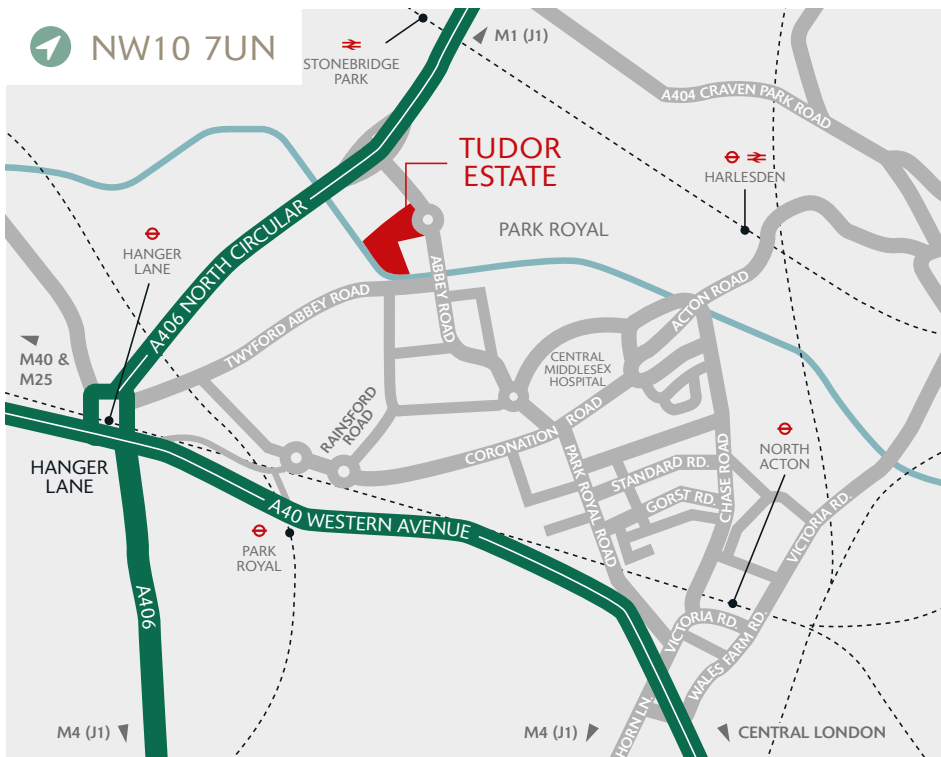 NW10 7UN
STONEBRIDGE
PARK
M1 (J1)
A404 CRAVEN PARK ROAD
TUDOR
ESTATE
HARLESDEN
PARK ROYAL
HANGER
LANE
A406 NORTH CIRCULAR
ABBEY ROAD
TWYFORD ABBEY ROAD
ACTON ROAD
M40 &
M25
CENTRAL
MIDDLESEX
HOSPITAL
RAINSFORD
ROAD
CORONATION ROAD
NORTH
ACTON
HANGER
LANE
STANDARD RD.
GORST RD.
CHASE ROAD
PARK ROYAL ROAD
VICTORIA RD.
A40 WESTERN AVENUE
PARK
ROYAL
A406
VICTORIA RD.
WALES FARM RD.
HORN LN.
M4 (J1)
M4 (J1)
CENTRAL LONDON